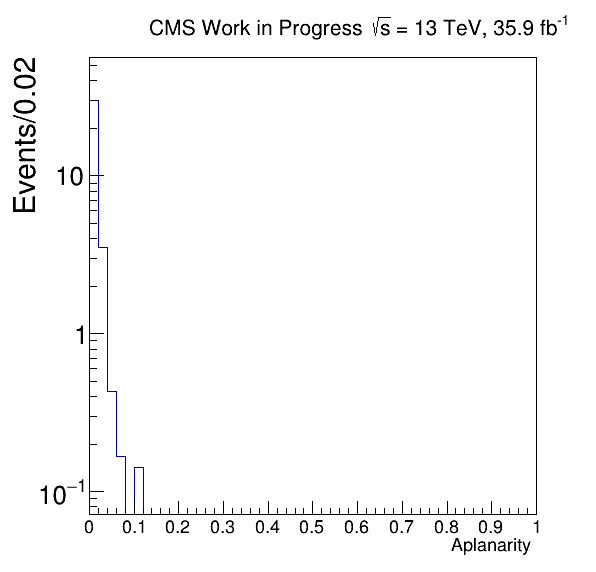 CMS Work in Progress √s = 13 TeV, 35.9 fb⁻¹
Events/0.02
10
1
10⁻¹
0 0.1 0.2 0.3 0.4 0.5 0.6 0.7 0.8 0.9 1
Aplanarity